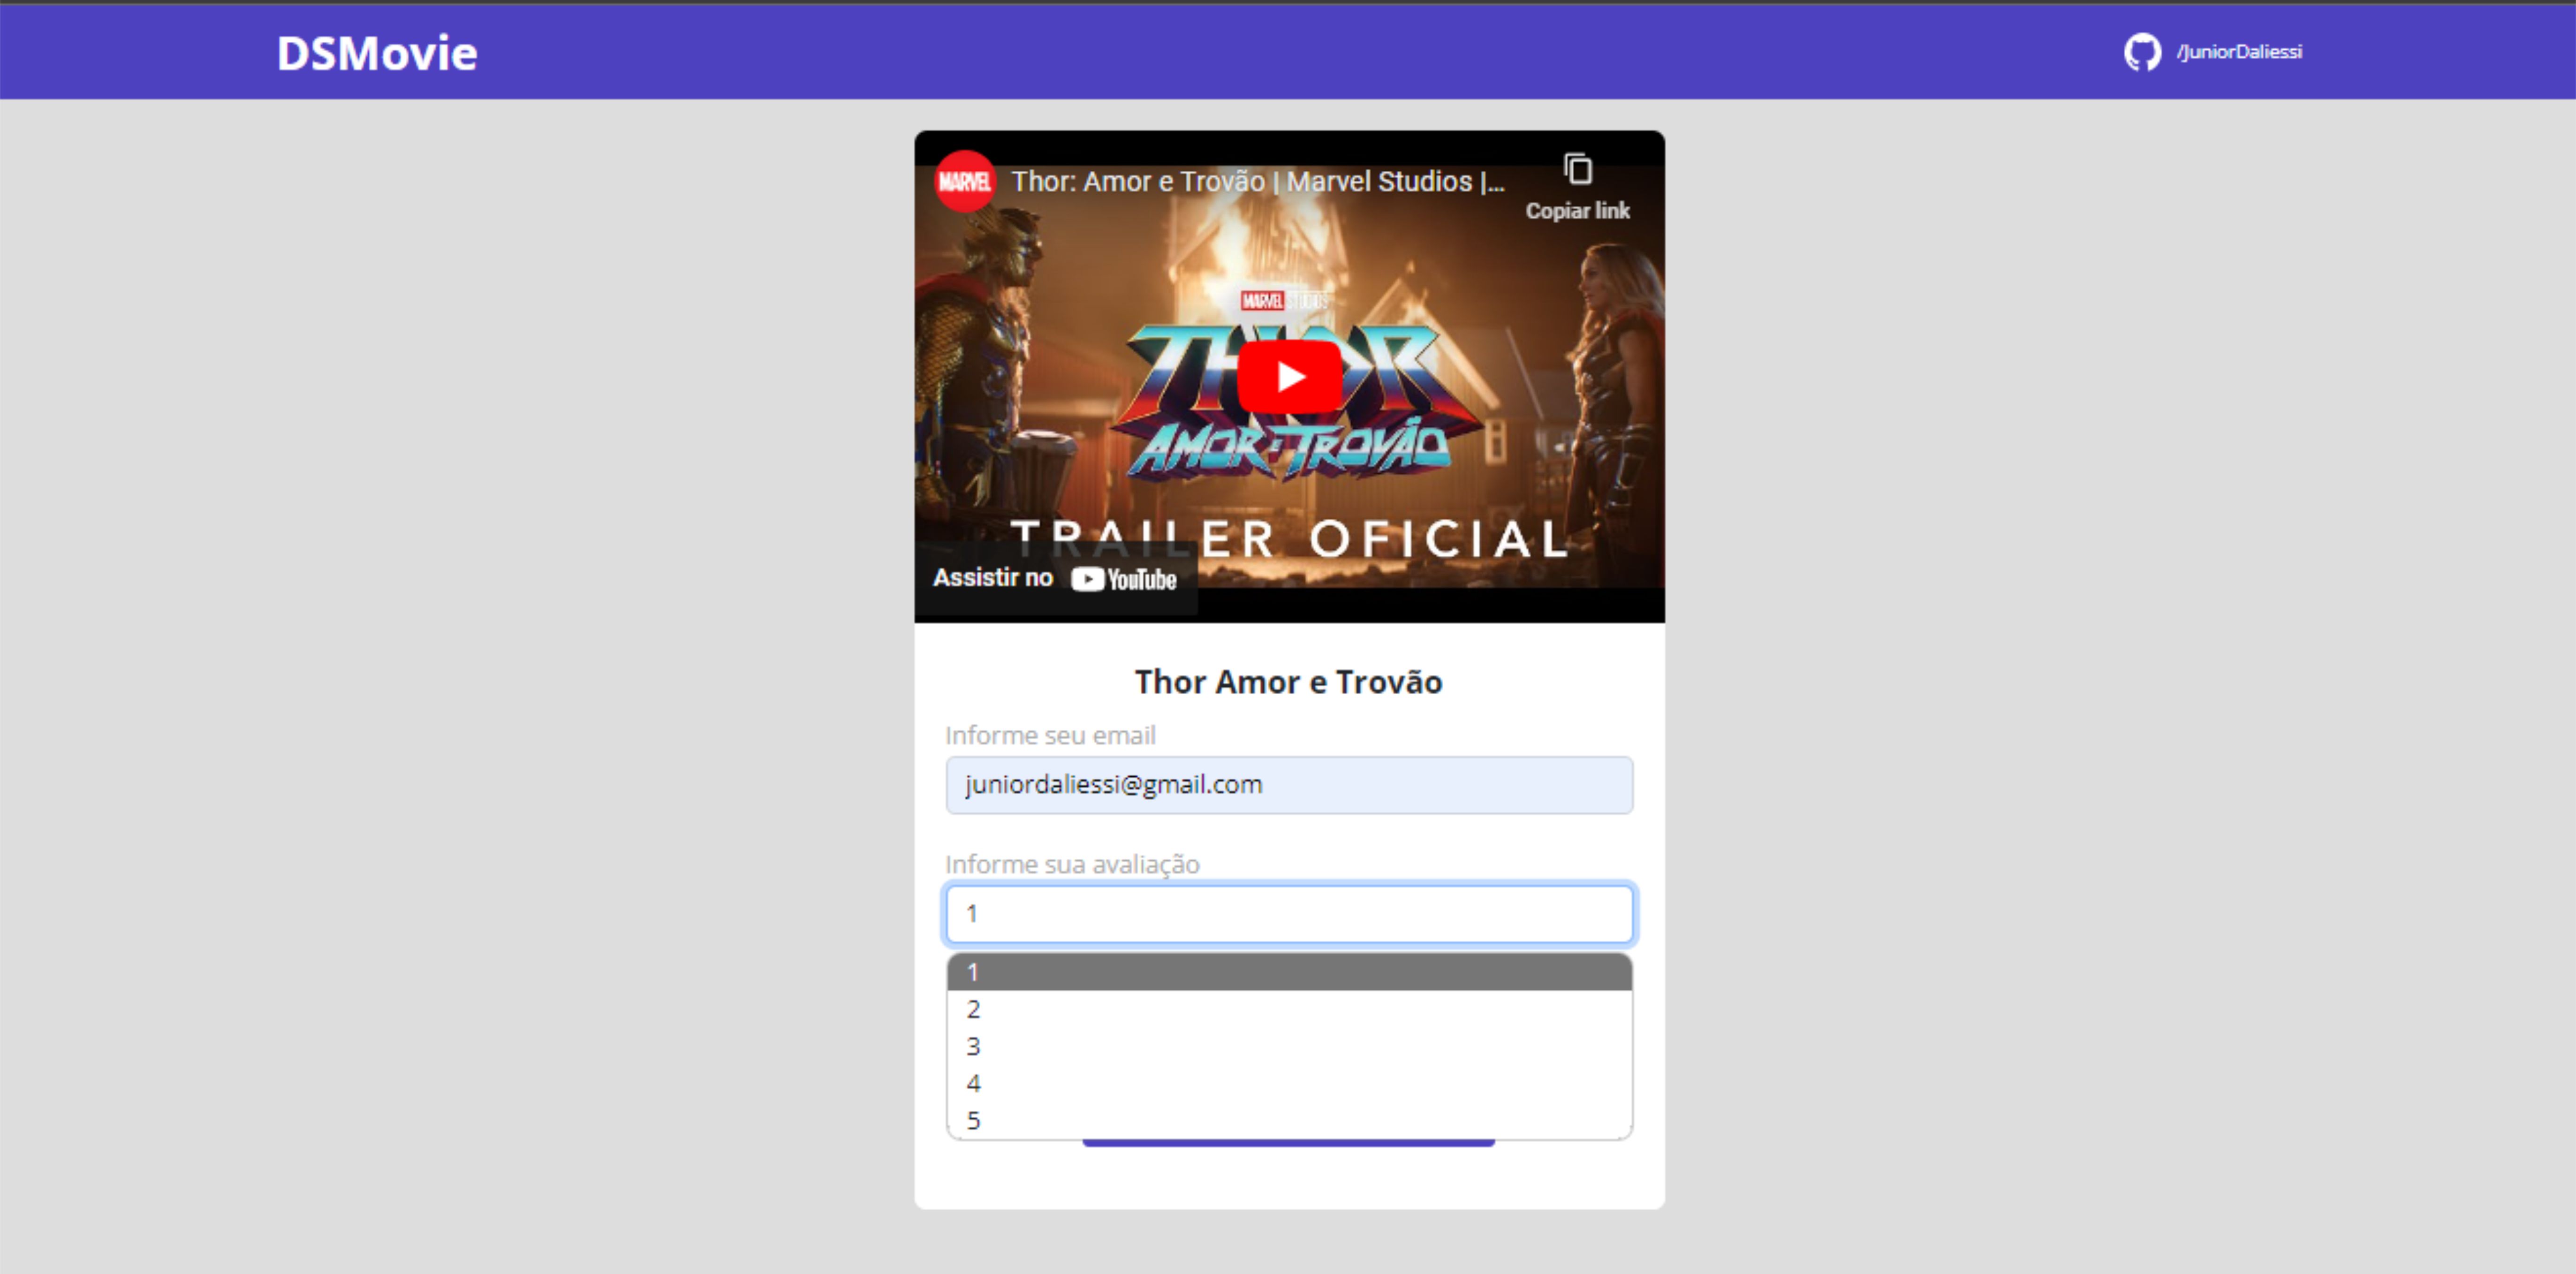 DSMovie
/JuniorDaliessi
MARVEL
Thor: Amor e Trovão | Marvel Studios |...
Copiar link
MARVEL STUDIOS
THOR
AMOR E TROVÃO
TRAILER OFICIAL
Assistir no YouTube
Thor Amor e Trovão
Informe seu email
juniordaliessi@gmail.com
Informe sua avaliação
1
1
2
3
4
5